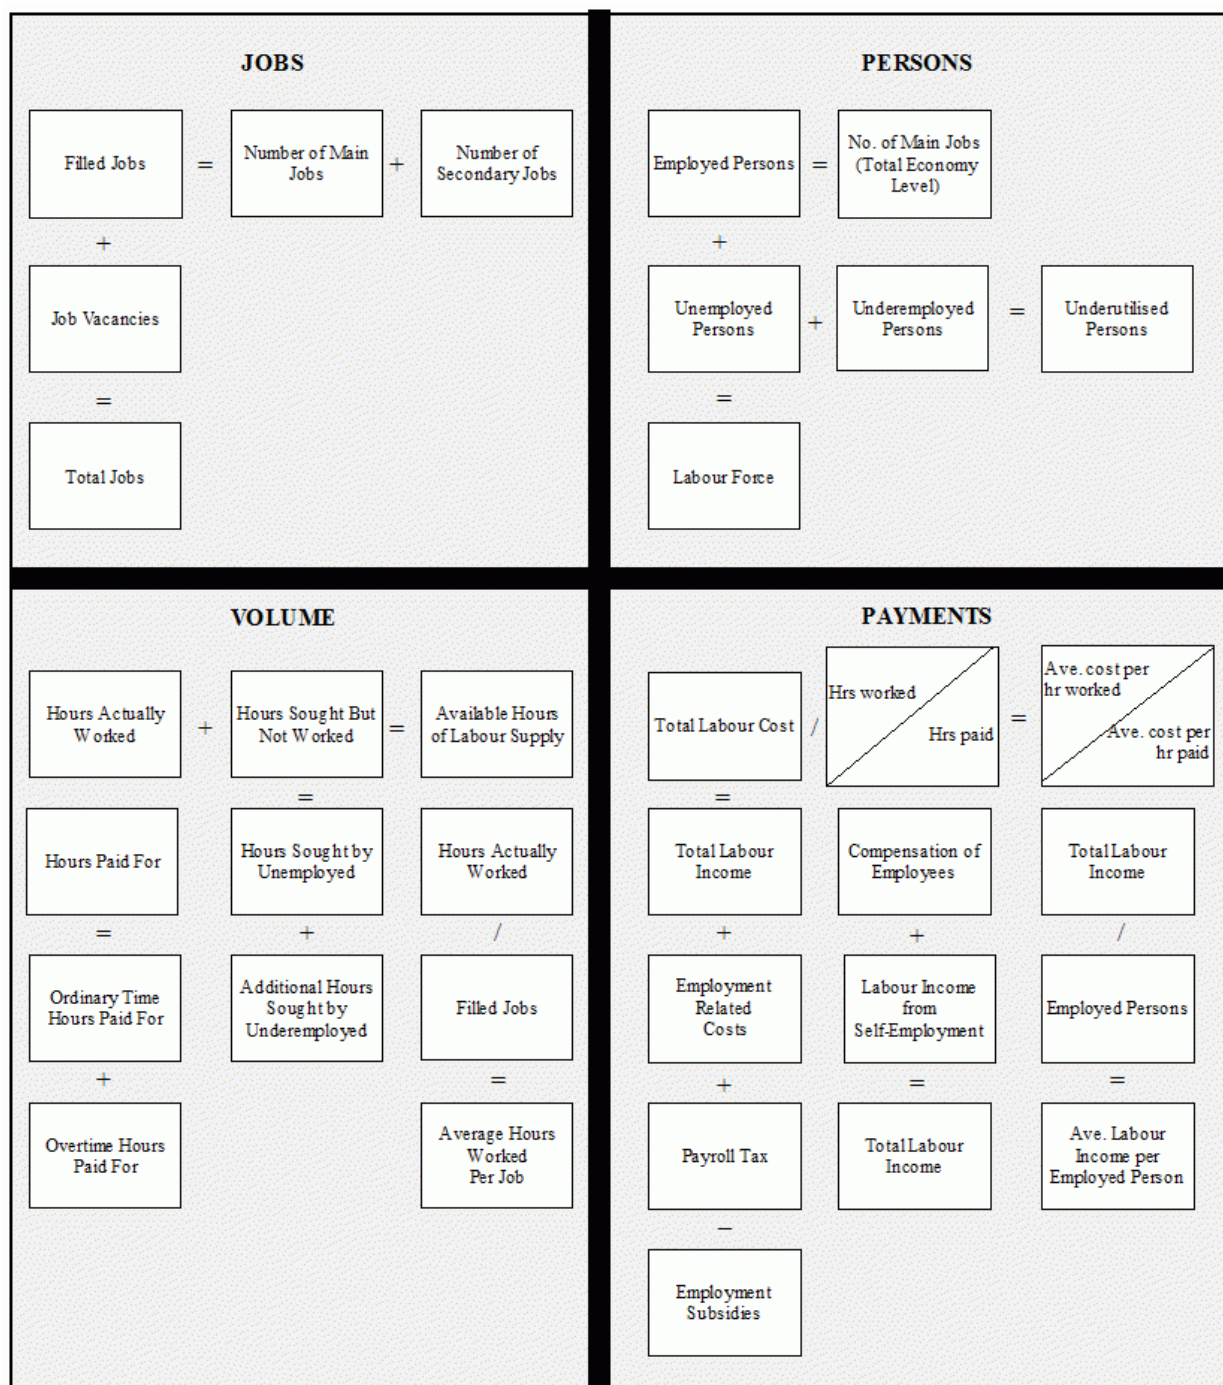 JOBS
Filled Jobs
=
Number of Main
Jobs
+
Number of
Secondary Jobs
+
Job Vacancies
=
Total Jobs
PERSONS
Employed Persons
=
No. of Main Jobs
(Total Economy
Level)
+
Unemployed
Persons
+
Underemployed
Persons
=
Underutilised
Persons
=
Labour Force
VOLUME
Hours Actually
Worked
+
Hours Sought But
Not Worked
=
Available Hours
of Labour Supply
=
Hours Paid For
Hours Sought by
Unemployed
Hours Actually
Worked
=
+
/
Ordinary Time
Hours Paid For
Additional Hours
Sought by
Underemployed
Filled Jobs
+
=
Overtime Hours
Paid For
Average Hours
Worked
Per Job
PAYMENTS
Total Labour Cost
/
Hrs worked
Hrs paid
=
Ave. cost per
hr worked
Ave. cost per
hr paid
=
Total Labour
Income
Compensation of
Employees
Total Labour
Income
+
+
/
Employment
Related
Costs
Labour Income
from
Self-Employment
Employed Persons
+
=
=
Payroll Tax
Total Labour
Income
Ave. Labour
Income per
Employed Person
−
Employment
Subsidies